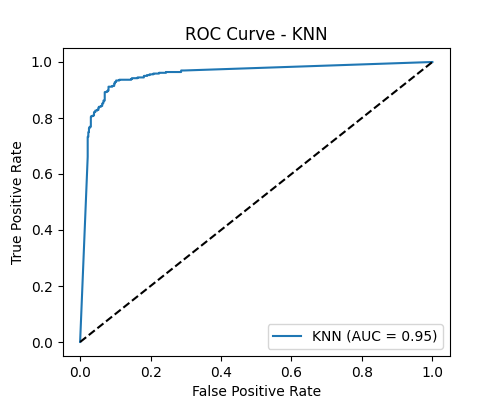 ROC Curve - KNN
True Positive Rate
1.0
0.8
0.6
0.4
0.2
0.0
KNN (AUC = 0.95)
0.0 0.2 0.4 0.6 0.8 1.0
False Positive Rate